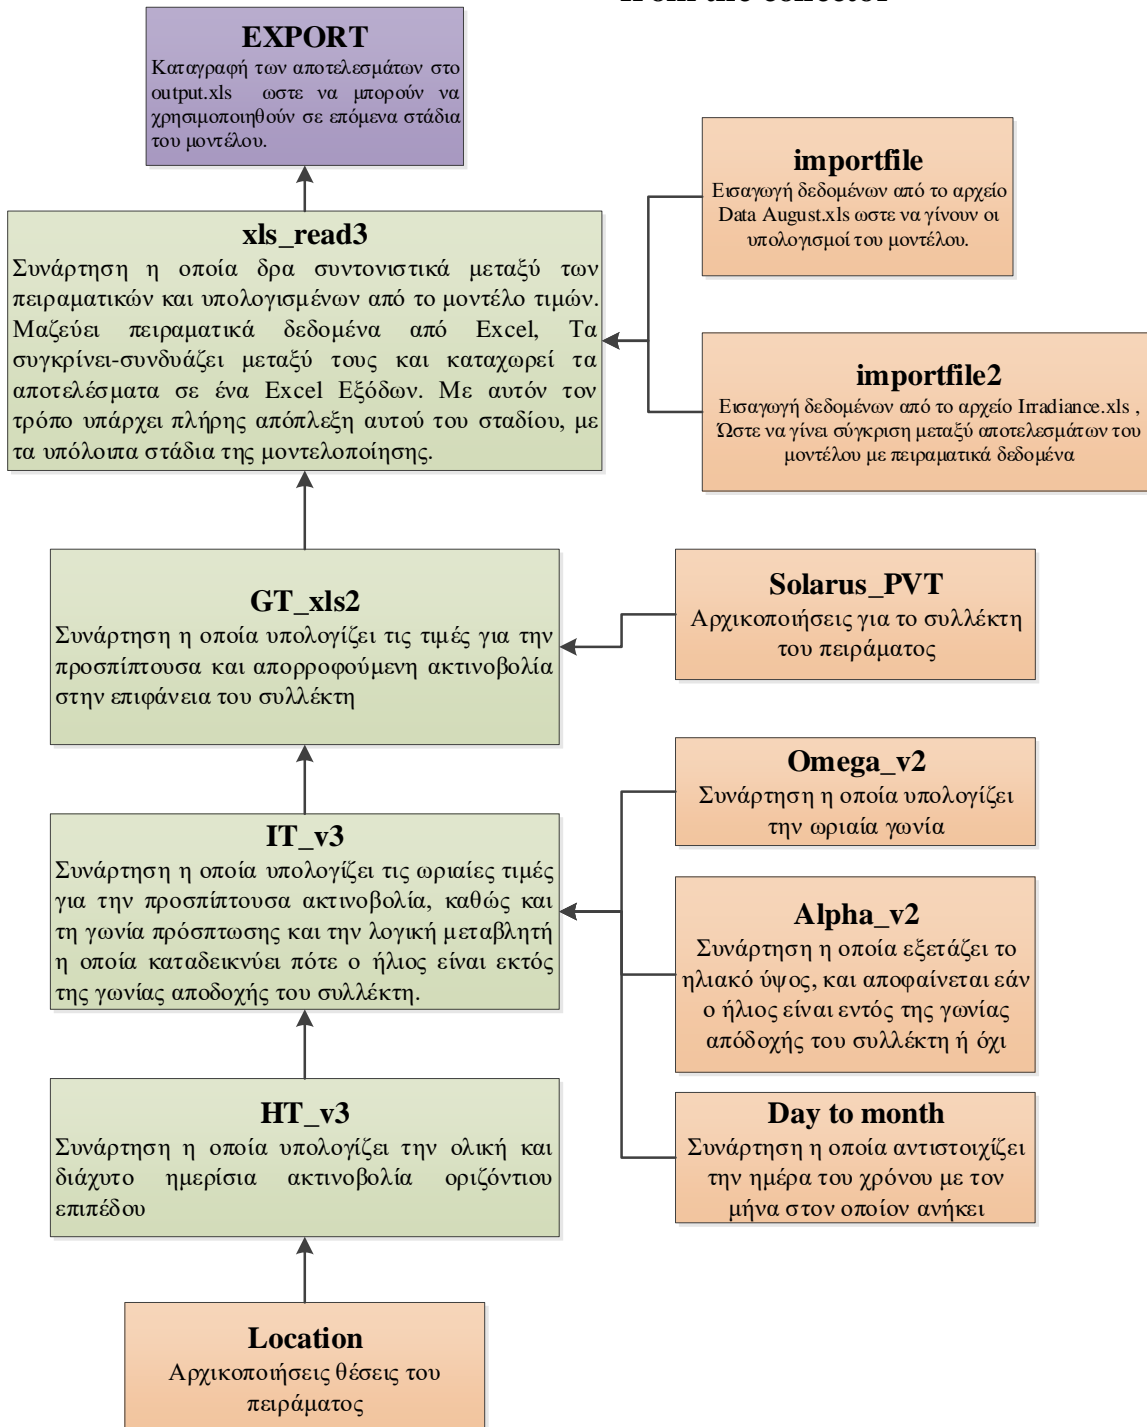 from the collector
EXPORT
Καταγραφή των αποτελεσμάτων στο
output.xls ωστε να μπορούν να
χρησιμοποιηθούν σε επόμενα στάδια
του μοντέλου.
importfile
Εισαγωγή δεδομένων από το αρχείο
Data August.xls ωστε να γίνουν οι
υπολογισμοί του μοντέλου.
xls_read3
Συνάρτηση η οποία δρα συντονιστικά μεταξύ των
πειραματικών και υπολογισμένων από το μοντέλο τιμών.
Μαζεύει πειραματικά δεδομένα από Excel, Τα
συγκρίνει-συνδυάζει μεταξύ τους και καταχωρεί τα
αποτελέσματα σε ένα Excel Εξόδων. Με αυτόν τον
τρόπο υπάρχει πλήρης απόπλεξη αυτού του σταδίου, με
τα υπόλοιπα στάδια της μοντελοποίησης.
importfile2
Εισαγωγή δεδομένων από το αρχείο Irradiance.xls ,
Ώστε να γίνει σύγκριση μεταξύ αποτελεσμάτων του
μοντέλου με πειραματικά δεδομένα
GT_xls2
Συνάρτηση η οποία υπολογίζει τις τιμές για την
προσπίπτουσα και απορροφούμενη ακτινοβολία
στην επιφάνεια του συλλέκτη
Solarus_PVT
Αρχικοποιήσεις για το συλλέκτη
του πειράματος
Omega_v2
Συνάρτηση η οποία υπολογίζει
την ωριαία γωνία
IT_v3
Συνάρτηση η οποία υπολογίζει τις ωριαίες τιμές
για την προσπίπτουσα ακτινοβολία, καθώς και
τη γωνία πρόσπτωσης και την λογική μεταβλητή
η οποία καταδεικνύει πότε ο ήλιος είναι εκτός
της γωνίας αποδοχής του συλλέκτη.
Alpha_v2
Συνάρτηση η οποία εξετάζει το
ηλιακό ύψος, και αποφαίνεται εάν
ο ήλιος είναι εντός της γωνίας
απόδοχής του συλλέκτη ή όχι
HT_v3
Συνάρτηση η οποία υπολογίζει την ολική και
διάχυτο ημερίσια ακτινοβολία οριζόντιου
επιπέδου
Day to month
Συνάρτηση η οποία αντιστοιχίζει
την ημέρα του χρόνου με τον
μήνα στον οποίον ανήκει
Location
Αρχικοποιήσεις θέσεις του
πειράματος